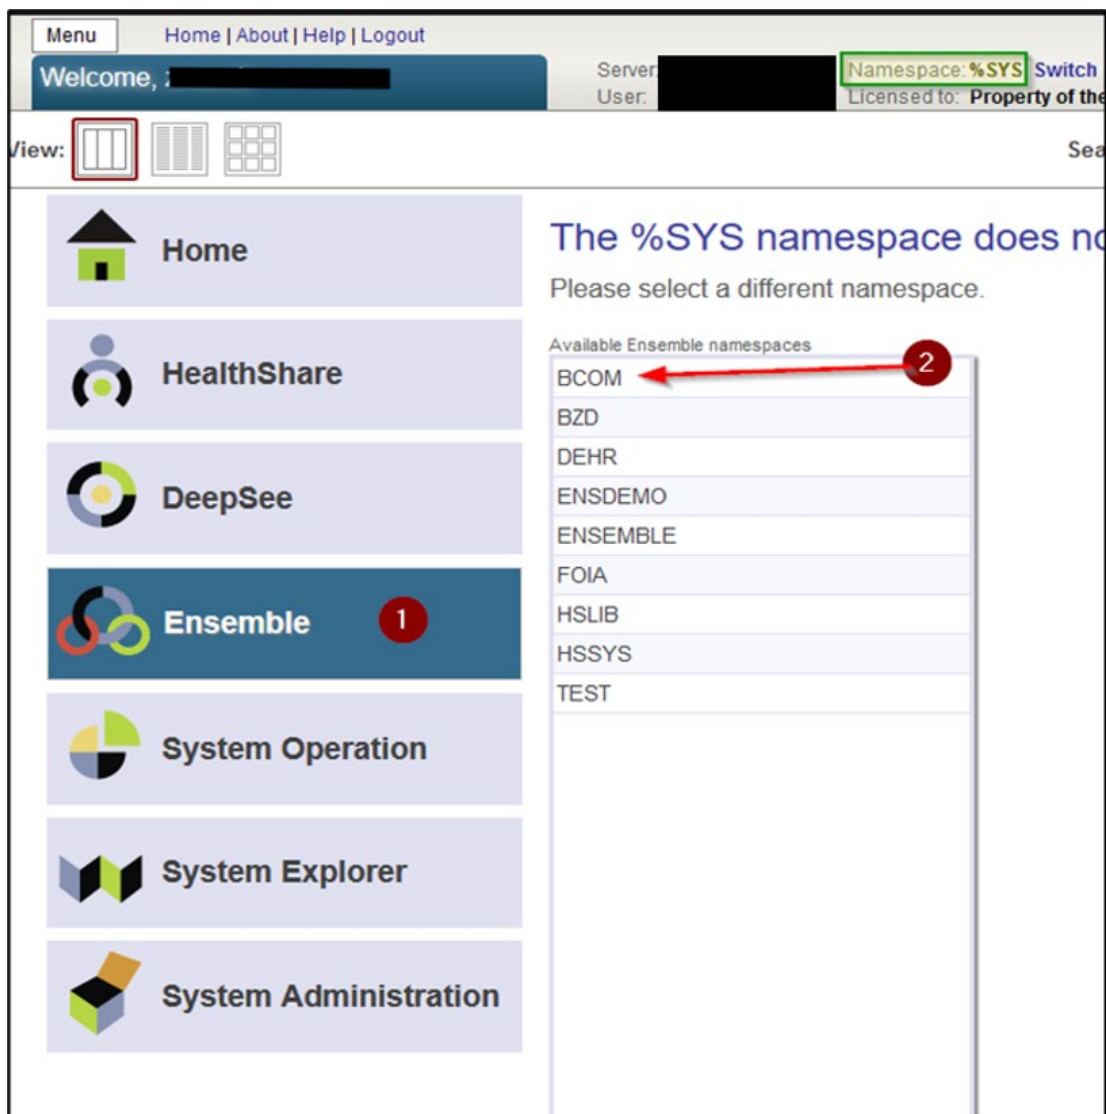 Menu Home | About | Help | Logout
Welcome,
Server: Namespace: %SYS Switch
User: Licensed to: Property of the
View:
Home
HealthShare
DeepSee
Ensemble 1
System Operation
System Explorer
System Administration
The %SYS namespace does
Please select a different namespace.
Available Ensemble namespaces
2
BCOM
BZD
DEHR
ENSDEMO
ENSEMBLE
FOIA
HSLIB
HSSYS
TEST